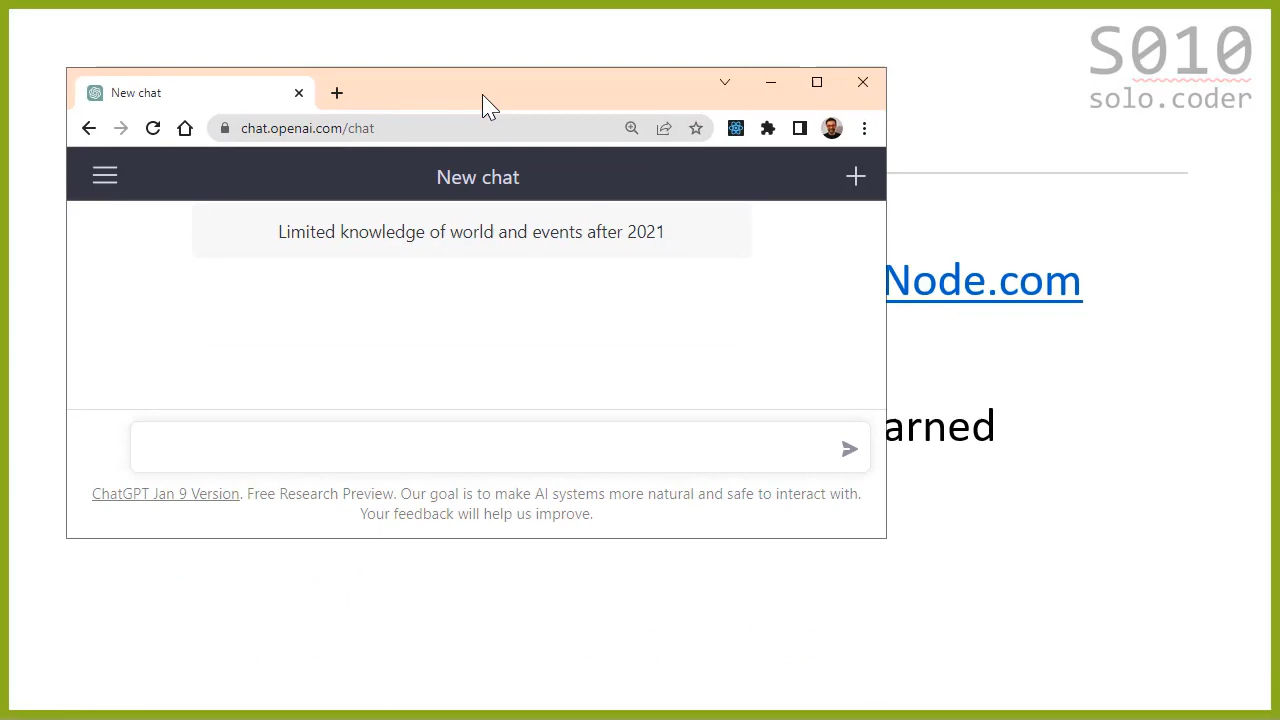 S010
solo.coder
New chat
chat.openai.com/chat
New chat
Limited knowledge of world and events after 2021
Node.com
arned
ChatGPT Jan 9 Version. Free Research Preview. Our goal is to make AI systems more natural and safe to interact with.
Your feedback will help us improve.